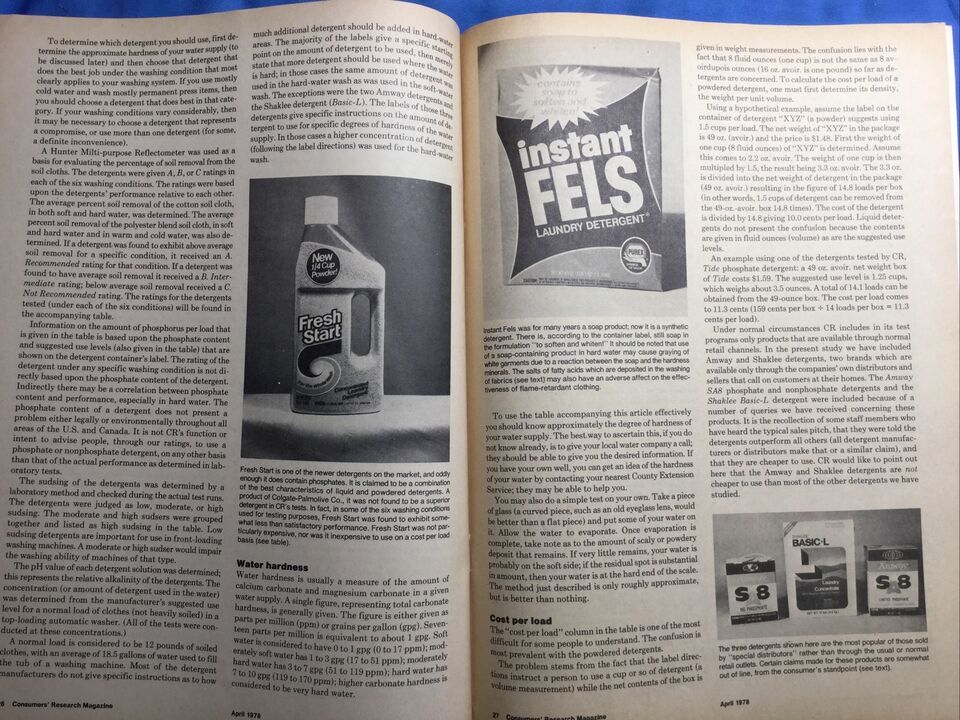 To determine which detergent you should use, first de-
termine the approximate hardness of your water supply (to
be discussed later) and then choose that detergent that
does the best job under the washing condition that most
clearly applies to your washing system. If you use mostly
cold water and wash mostly permanent press items, then
you should choose a detergent that does best in that cate-
gory. If your washing conditions vary considerably, then
it may be necessary to choose a detergent that represents
a compromise, or use more than one detergent (for some,
a definite inconvenience).
A Hunter Milti-purpose Reflectometer was used as a
basis for evaluating the percentage of soil removal from the
soil cloths. The detergents were given A, B, or C ratings in
each of the six washing conditions. The ratings were based
upon the detergents' performance relative to each other.
The average percent soil removal of the cotton soil cloth,
in both soft and hard water, was determined. The average
percent soil removal of the polyester blend soil cloth, in soft
and hard water and in warm and cold water, was also de-
termined. If a detergent was found to exhibit above average
soil removal for a specific condition, it received an A.
Recommended rating for that condition. If a detergent was
found to have average soil removal it received a B. Inter-
mediate rating; below average soil removal received a C.
Not Recommended rating. The ratings for the detergents
tested (under each of the six conditions) will be found in
the accompanying table.
Information on the amount of phosphorus per load that
is given in the table is based upon the phosphate content
and suggested use levels (also given in the table) that are
shown on the detergent container's label. The rating of the
detergent under any specific washing condition is not di-
rectly based upon the phosphate content of the detergent.
Indirectly there may be a correlation between phosphate
content and performance, especially in hard water. The
phosphate content of a detergent does not present a
problem either legally or environmentally throughout all
areas of the U.S. and Canada. It is not CR's function or
intent to advise people, through our ratings, to use a
phosphate or nonphosphate detergent, on any other basis
than that of the actual performance as determined in lab-
oratory tests.
The sudsing of the detergents was determined by a
laboratory method and checked during the actual test runs.
The detergents were judged as low, moderate, or high
sudsing. The moderate and high sudsers were grouped
together and listed as high sudsing in the table. Low
sudsing detergents are important for use in front-loading
washing machines. A moderate or high sudser would impair
the washing ability of machines of that type.
The pH value of each detergent solution was determined;
this represents the relative alkalinity of the detergents. The
concentration (or amount of detergent used in the water)
was determined from the manufacturer's suggested use
level for a normal load of clothes (not heavily soiled) in a
top-loading automatic washer. (All of the tests were con-
ducted at these concentrations.)
A normal load is considered to be 12 pounds of soiled
clothes, with an average of 18.5 gallons of water used to fill
the tub of a washing machine. Most of the detergent
manufacturers do not give specific instructions as to how
much additional detergent should be added in hard-water
areas. The majority of the labels give a specific starting
point on the amount of detergent to be used, then merely
state that more detergent should be used where the water
is hard; in those cases the same amount of detergent was
used in the hard-water wash as was used in the soft-water
wash. The exceptions were the two Amway detergents and
the Shaklee detergent (Basic-L). The labels of those three
detergents give specific instructions on the amount of de-
tergent to use for specific degrees of hardness of the water
supply. In those cases a higher concentration of detergent
(following the label directions) was used for the hard-water
wash.
New
1/4 Cup
Powder!
Fresh
Start
Fresh Start is one of the newer detergents on the market, and oddly
enough it does contain phosphates. It is claimed to be a combination
of the best characteristics of liquid and powdered detergents. A
product of Colgate-Palmolive Co., it was not found to be a superior
detergent in CR's tests. In fact, in some of the six washing conditions
used for testing purposes, Fresh Start was found to exhibit some-
what less than satisfactory performance. Fresh Start was not par-
ticularly expensive, nor was it inexpensive to use on a cost per load
basis (see table).
Water hardness
Water hardness is usually a measure of the amount of
calcium carbonate and magnesium carbonate in a given
water supply. A single figure, representing total carbonate
hardness, is generally given. The figure is either given as
parts per million (ppm) or grains per gallon (gpg). Seven-
teen parts per million is equivalent to about 1 gpg. Soft
water is considered to have 0 to 1 gpg (0 to 17 ppm); mod-
erately soft water has 1 to 3 gpg (17 to 51 ppm); moderately
hard water has 3 to 7 gpg (51 to 119 ppm); hard water has
7 to 10 gpg (119 to 170 ppm); higher carbonate hardness is
considered to be very hard water.
Consumers' Research Magazine
April 1978
contains
soap to
soften and
whiten!
instant
FELS
LAUNDRY DETERGENT
PUREX
Instant Fels was for many years a soap product; now it is a synthetic
detergent. There is, according to the container label, still soap in
the formulation "to soften and whiten!" It should be noted that use
of a soap-containing product in hard water may cause graying of
white garments due to a reaction between the soap and the hardness
minerals. The salts of fatty acids which are deposited in the washing
of fabrics (see text) may also have an adverse affect on the effec-
tiveness of flame-retardant clothing.
To use the table accompanying this article effectively
you should know approximately the degree of hardness of
your water supply. The best way to ascertain this, if you do
not know already, is to give your local water company a call;
they should be able to give you the desired information. If
you have your own well, you can get an idea of the hardness
of your water by contacting your nearest County Extension
Service; they may be able to help you.
You may also do a simple test on your own. Take a piece
of glass (a curved piece, such as an old eyeglass lens, would
be better than a flat piece) and put some of your water on
it. Allow the water to evaporate. Once evaporation is
complete, take note as to the amount of scaly or powdery
deposit that remains. If very little remains, your water is
probably on the soft side; if the residual spot is substantial
in amount, then your water is at the hard end of the scale.
The method just described is only roughly approximate,
but is better than nothing.
Cost per load
The "cost per load" column in the table is one of the most
difficult for some people to understand. The confusion is
most prevalent with the powdered detergents.
The problem stems from the fact that the label direc-
tions instruct a person to use a cup or so of detergent (a
volume measurement) while the net contents of the box is
given in weight measurements. The confusion lies with the
fact that 8 fluid ounces (one cup) is not the same as 8 av-
oirdupois ounces (16 oz. avoir. is one pound) so far as de-
tergents are concerned. To calculate the cost per load of a
powdered detergent, one must first determine its density,
the weight per unit volume.
Using a hypothetical example, assume the label on the
container of detergent "XYZ" (a powder) suggests using
1.5 cups per load. The net weight of "XYZ" in the package
is 49 oz. (avoir) and the price is $1.48. First the weight of
one cup (8 fluid ounces) of "XYZ" is determined. Assume
this comes to 2.2 oz. avoir. The weight of one cup is then
multipled by 1.5, the result being 3.3 oz. avoir. The 3.3 oz.
is divided into the net weight of detergent in the package
(49 oz. avoir.) resulting in the figure of 14.8 loads per box
(in other words, 1.5 cups of detergent can be removed from
the 49-oz.-avoir. box 14.8 times). The cost of the detergent
is divided by 14.8 giving 10.0 cents per load. Liquid deter-
gents do not present the confusion because the contents
are given in fluid ounces (volume) as are the suggested use
levels.
An example using one of the detergents tested by CR,
Tide phosphate detergent: a 49 oz. avoir. net weight box
of Tide costs $1.59. The suggested use level is 1.25 cups,
which weighs about 3.5 ounces. A total of 14.1 loads can be
obtained from the 49-ounce box. The cost per load comes
to 11.3 cents (159 cents per box ÷ 14 loads per box = 11.3
cents per load).
Under normal circumstances CR includes in its test
programs only products that are available through normal
retail channels. In the present study we have included
Amway and Shaklee detergents, two brands which are
available only through the companies' own distributors and
sellers that call on customers at their homes. The Amway
SA8 phosphate and nonphosphate detergents and the
Shaklee Basic-L detergent were included because of a
number of queries we have received concerning these
products. It is the recollection of some staff members who
have heard the typical sales pitch, that they were told the
detergents outperform all others (all detergent manufac-
turers or distributors make that or a similar claim), and
that they are cheaper to use. CR would like to point out
here that the Amway and Shaklee detergents are not
cheaper to use than most of the other detergents we have
studied.
S 8
BASIC-L
Laundry
Concentrate
Amway
S 8
The three detergents shown here are the most popular of those sold
by "special distributors" rather than through the usual or normal
retail outlets. Certain claims made for these products are somewhat
out of line, from the consumer's standpoint (see text).
27 Consumers' Research Magazine
April 1978